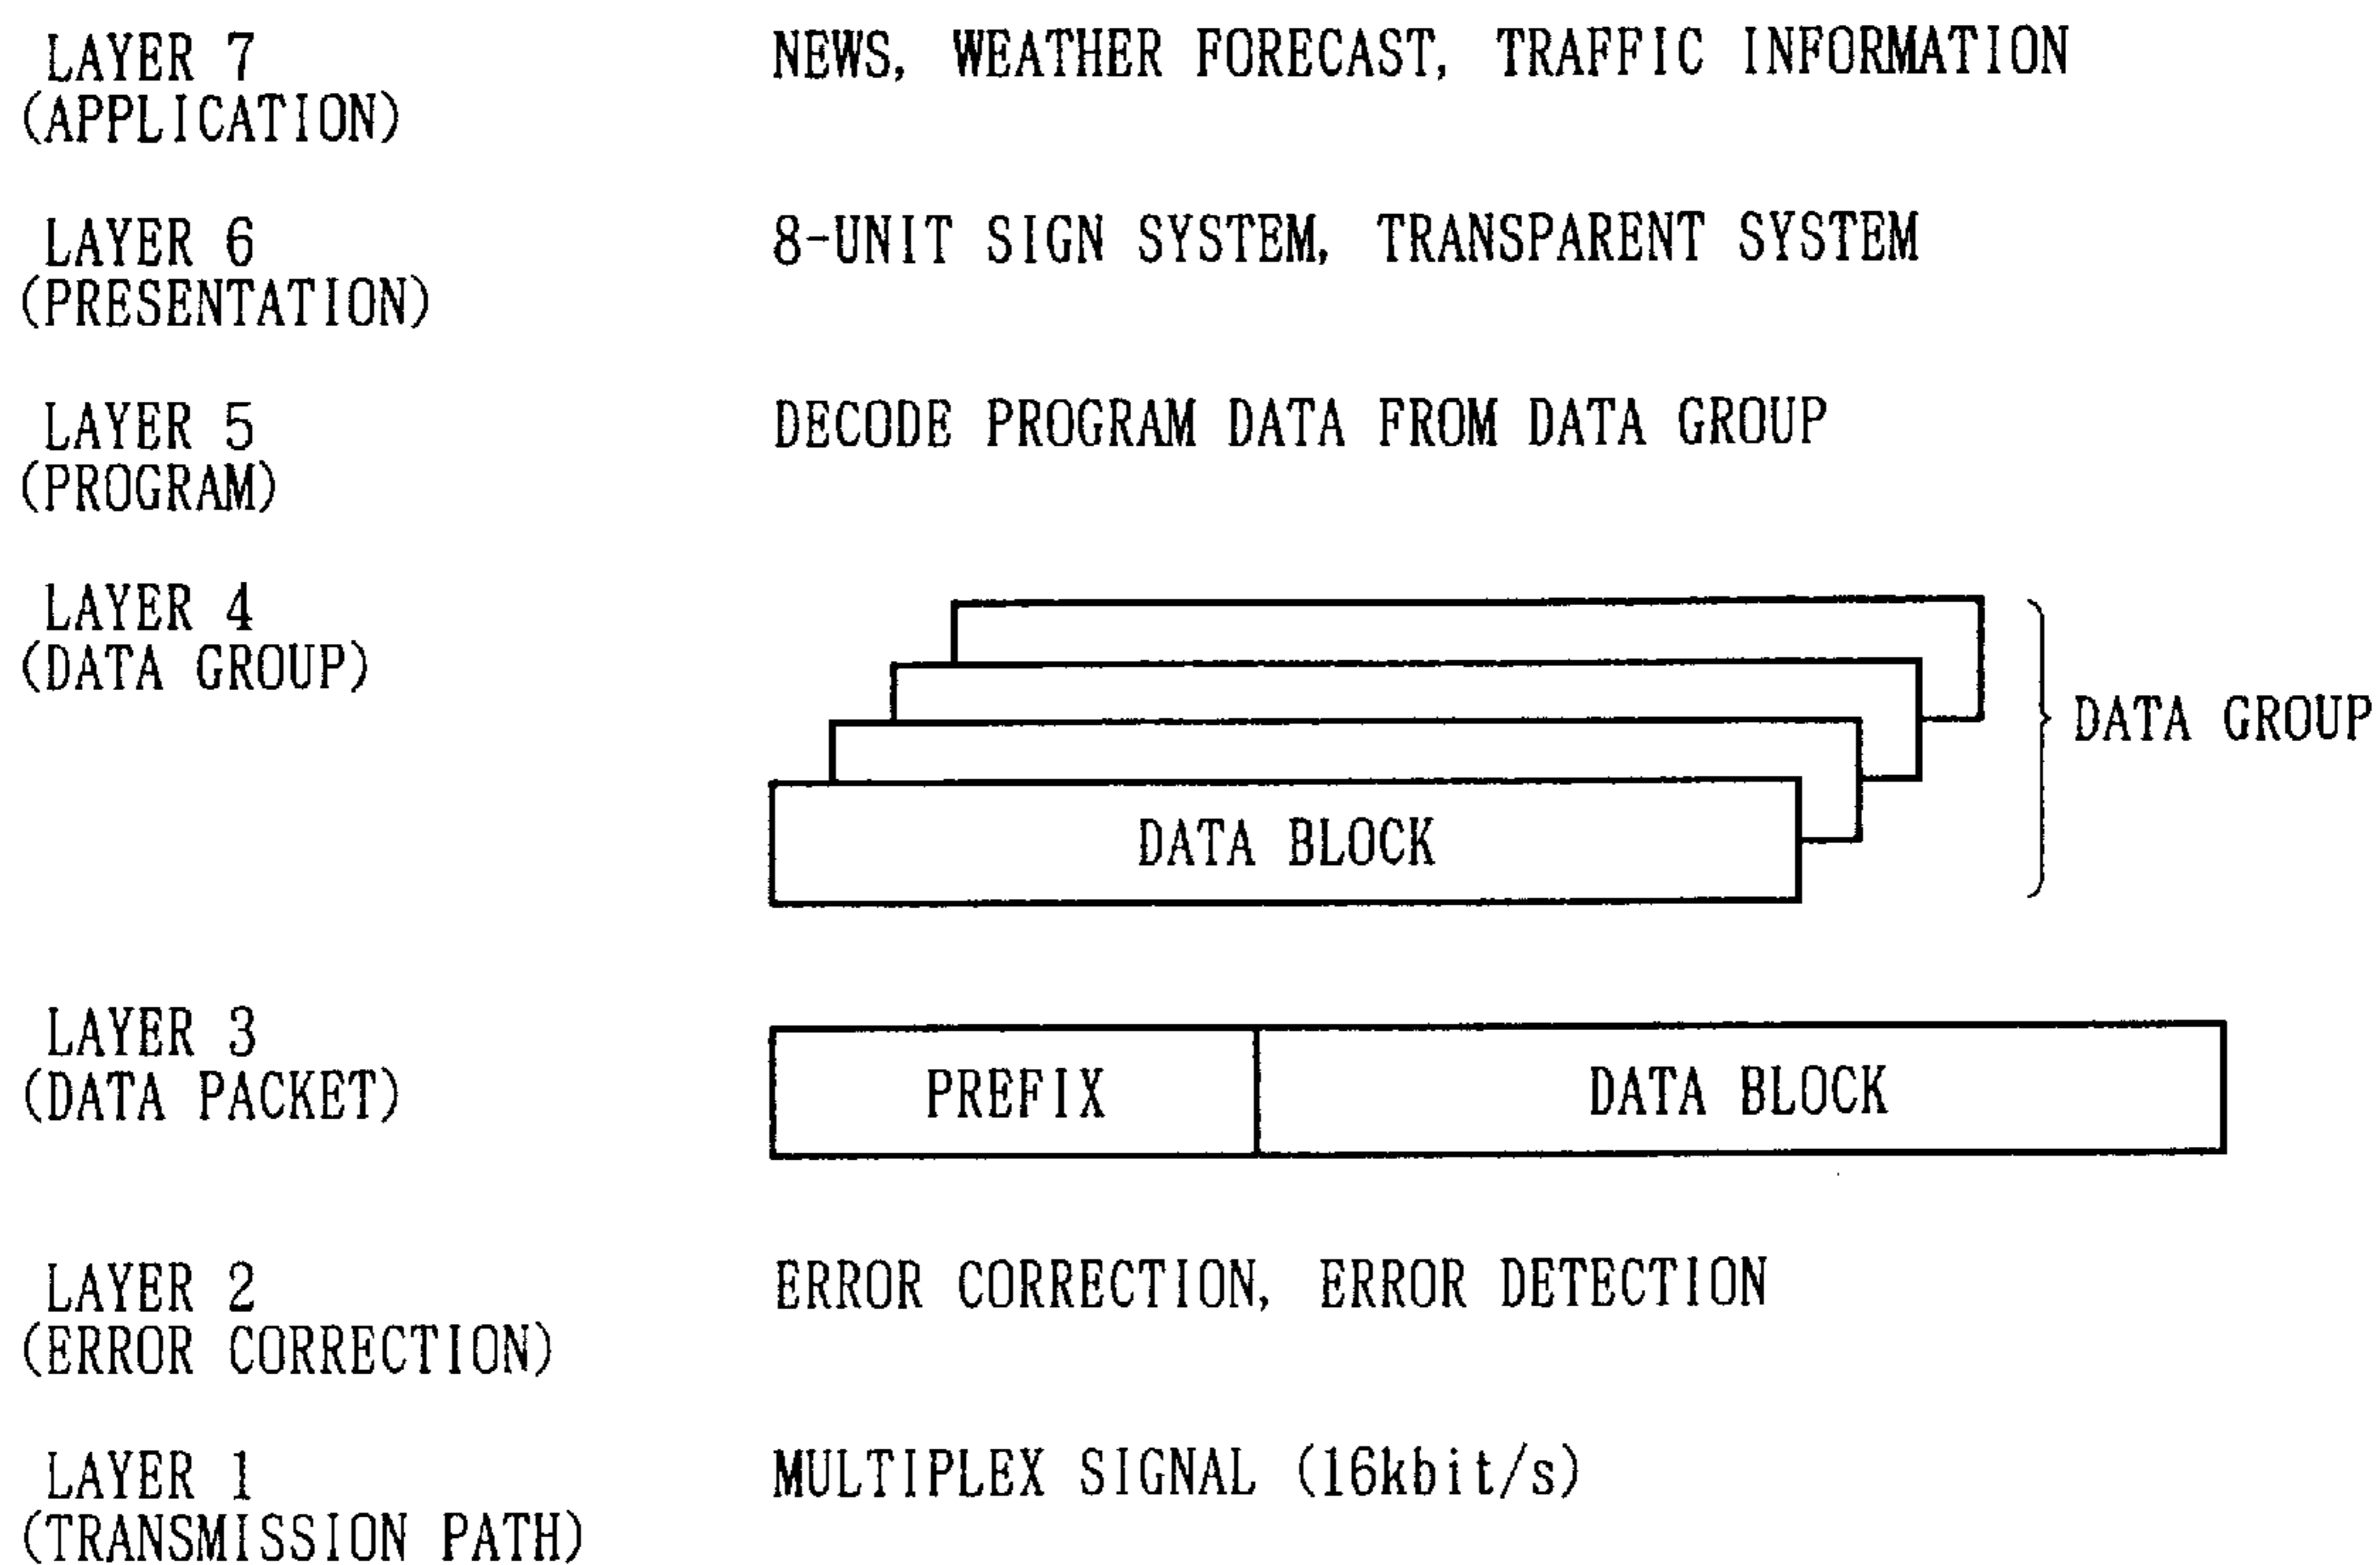 LAYER 7
(APPLICATION)
NEWS, WEATHER FORECAST, TRAFFIC INFORMATION
LAYER 6
(PRESENTATION)
8-UNIT SIGN SYSTEM, TRANSPARENT SYSTEM
LAYER 5
(PROGRAM)
DECODE PROGRAM DATA FROM DATA GROUP
LAYER 4
(DATA GROUP)
DATA GROUP
DATA BLOCK
LAYER 3
(DATA PACKET)
PREFIX
DATA BLOCK
LAYER 2
(ERROR CORRECTION)
ERROR CORRECTION, ERROR DETECTION
LAYER 1
(TRANSMISSION PATH)
MULTIPLEX SIGNAL (16kbit/s)